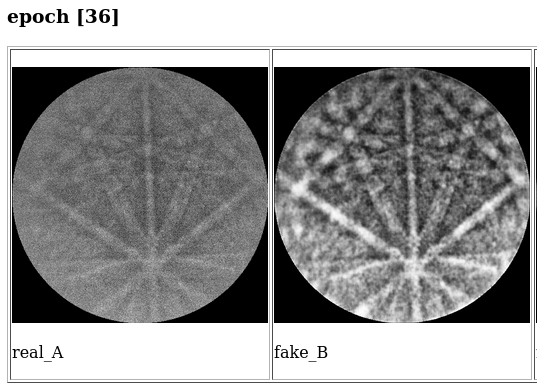 epoch [36]
real_A
fake_B